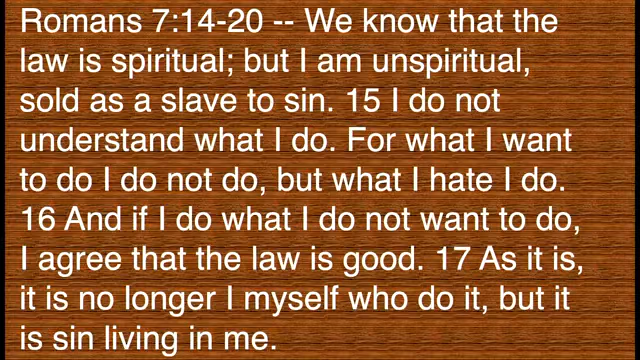 Romans 7:14-20 -- We know that the
law is spiritual; but I am unspiritual,
sold as a slave to sin. 15 I do not
understand what I do. For what I want
to do I do not do, but what I hate I do.
16 And if I do what I do not want to do,
I agree that the law is good. 17 As it is,
it is no longer I myself who do it, but it
is sin living in me.